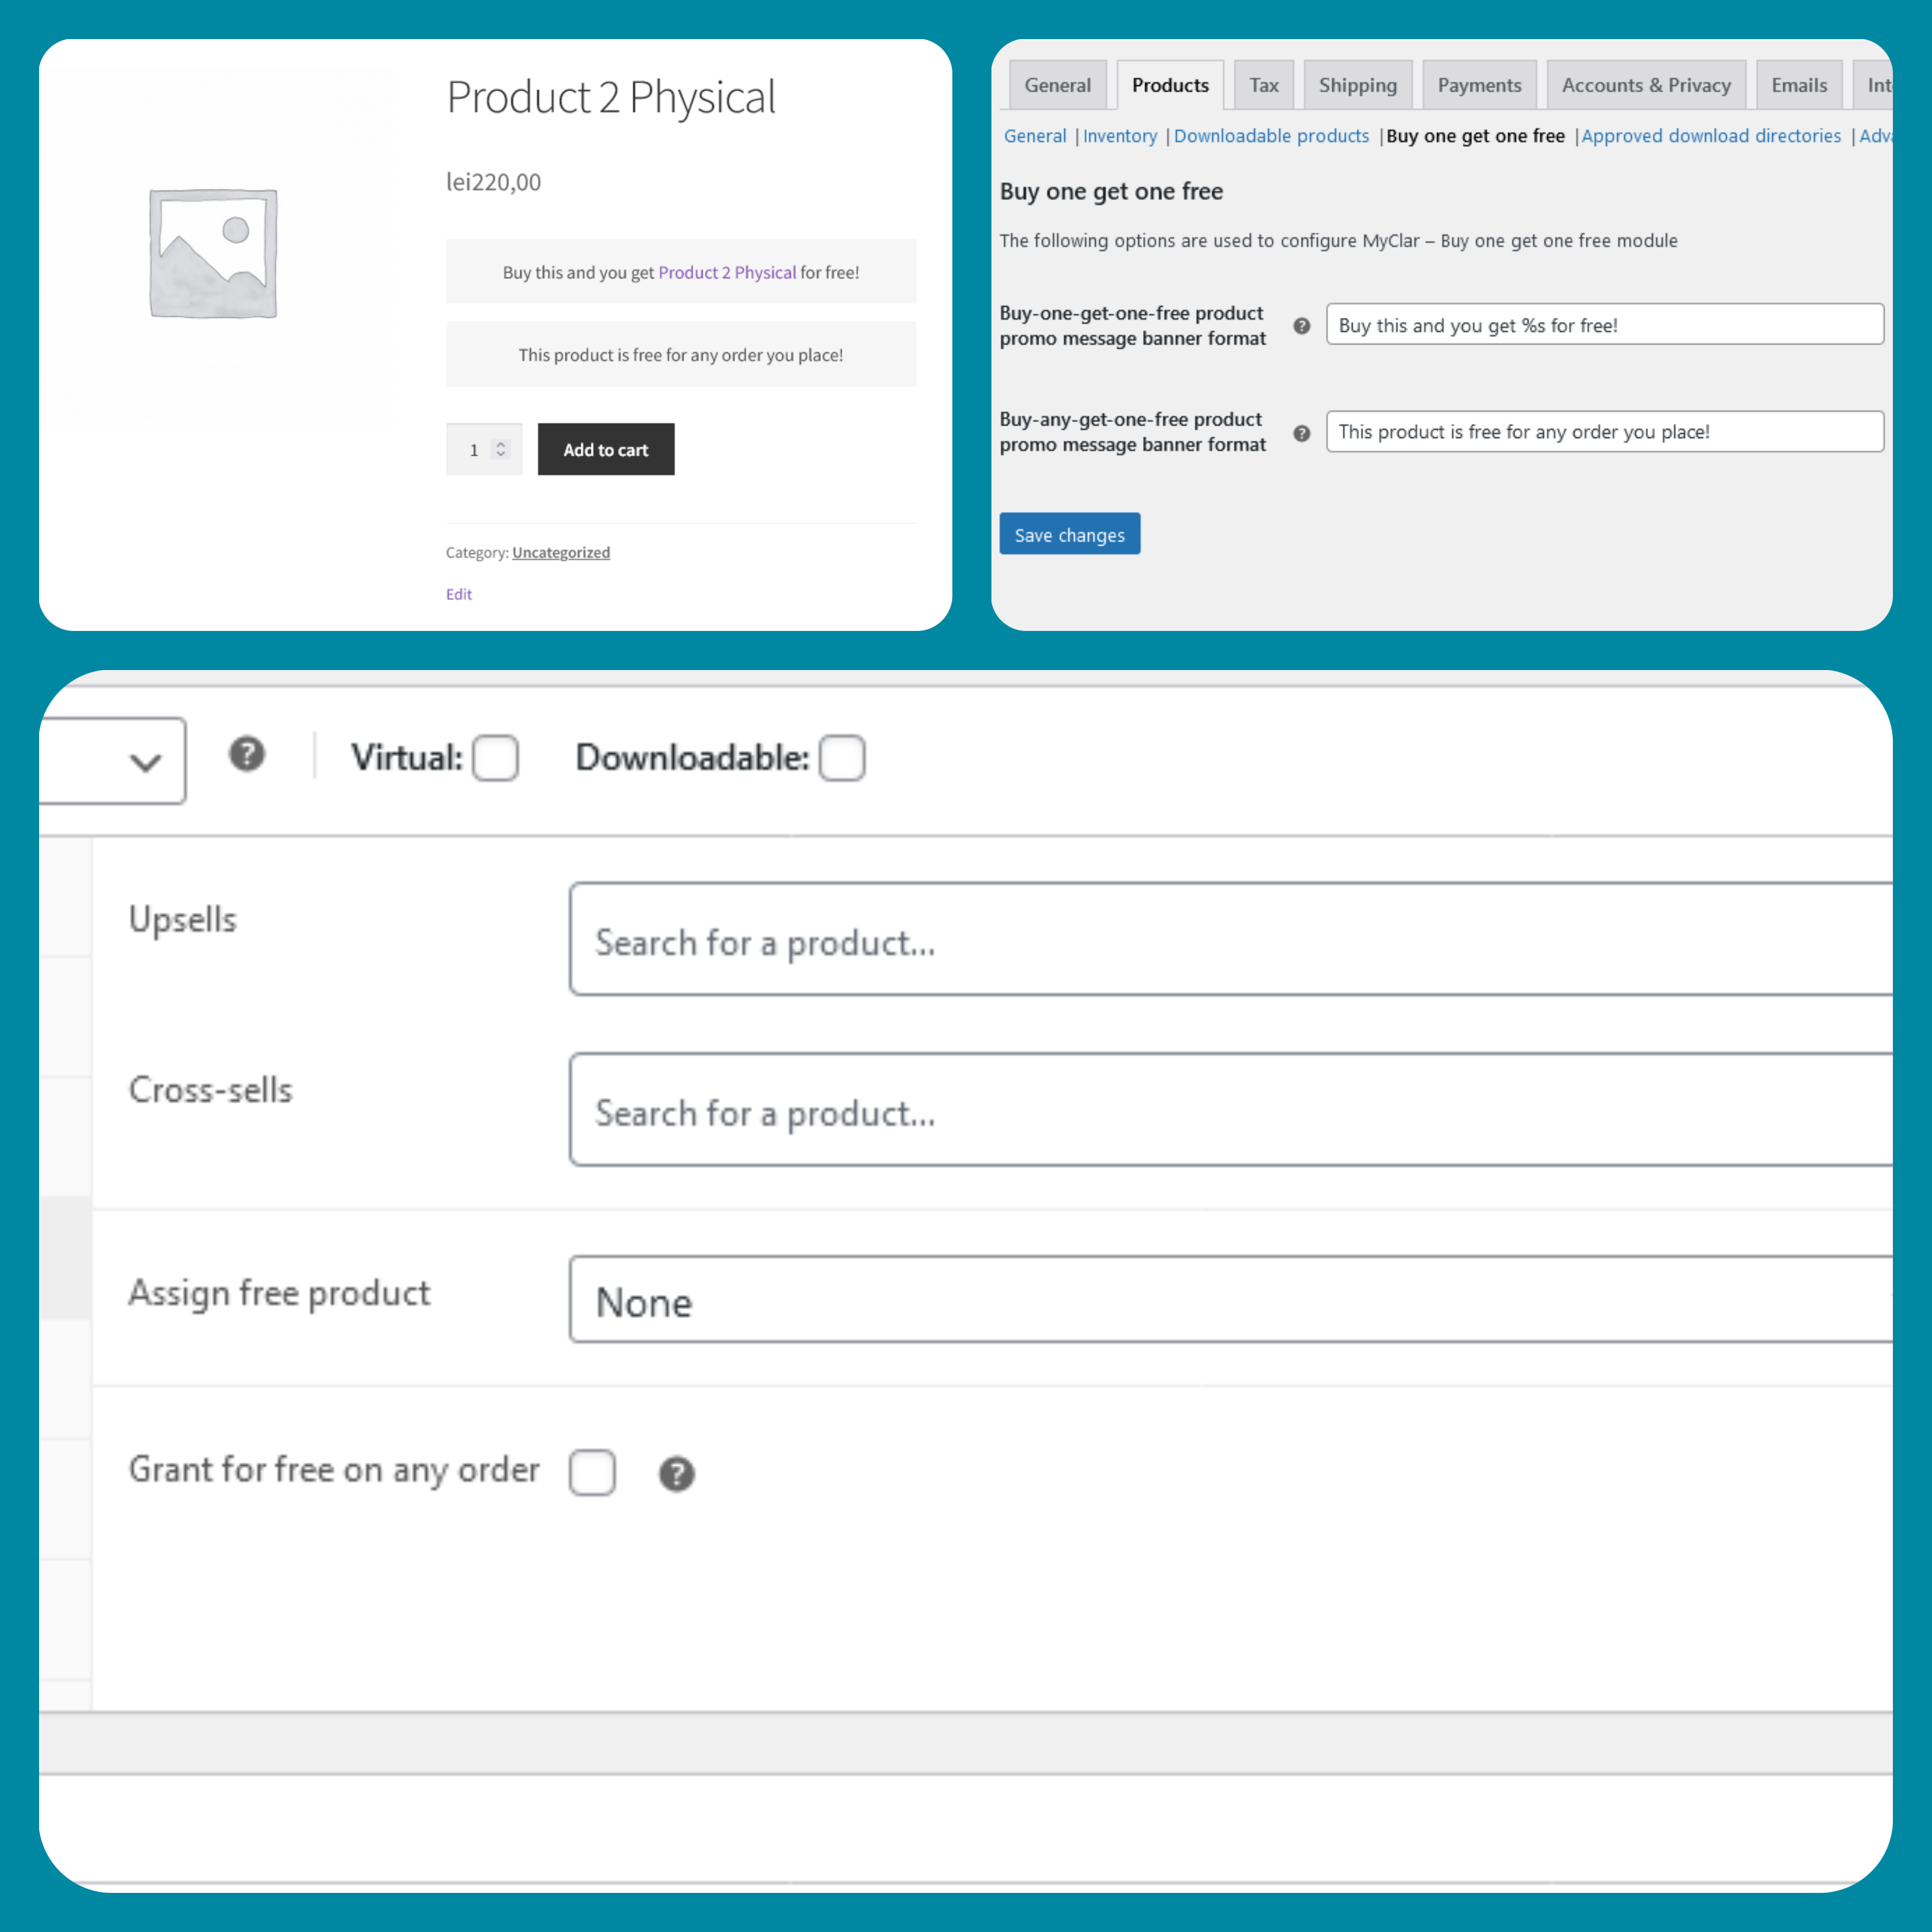 Product 2 Physical
lei220,00
Buy this and you get Product 2 Physical for free!
This product is free for any order you place!
1
Add to cart
Category: Uncategorized
Edit
General Products Tax Shipping Payments Accounts & Privacy Emails Int
General | Inventory | Downloadable products | Buy one get one free | Approved download directories | Adva
Buy one get one free
The following options are used to configure MyClar – Buy one get one free module
Buy-one-get-one-free product
promo message banner format
Buy this and you get %s for free!
Buy-any-get-one-free product
promo message banner format
This product is free for any order you place!
Save changes
Virtual: Downloadable:
Upsells
Search for a product...
Cross-sells
Search for a product...
Assign free product
None
Grant for free on any order